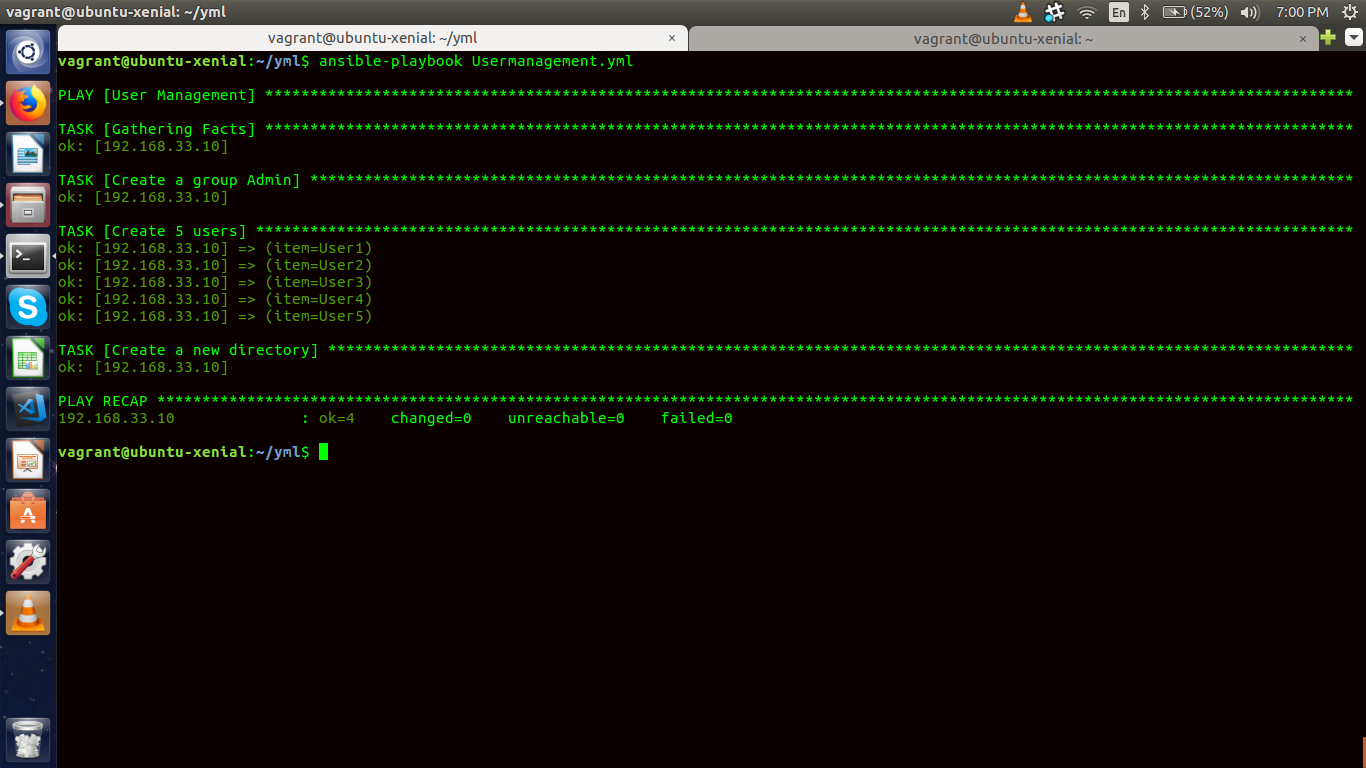 vagrant@ubuntu-xenial: ~/yml
En
(52%)
7:00 PM
vagrant@ubuntu-xenial: ~/yml ×
vagrant@ubuntu-xenial: ~ ×
vagrant@ubuntu-xenial:~/yml$ ansible-playbook Usermanagement.yml
PLAY [User Management] *************************************************************************************************************************
TASK [Gathering Facts] *************************************************************************************************************************
ok: [192.168.33.10]
TASK [Create a group Admin] ********************************************************************************************************************
ok: [192.168.33.10]
TASK [Create 5 users] **************************************************************************************************************************
ok: [192.168.33.10] => (item=User1)
ok: [192.168.33.10] => (item=User2)
ok: [192.168.33.10] => (item=User3)
ok: [192.168.33.10] => (item=User4)
ok: [192.168.33.10] => (item=User5)
TASK [Create a new directory] ******************************************************************************************************************
ok: [192.168.33.10]
PLAY RECAP *************************************************************************************************************************************
192.168.33.10              : ok=4    changed=0    unreachable=0    failed=0
vagrant@ubuntu-xenial:~/yml$